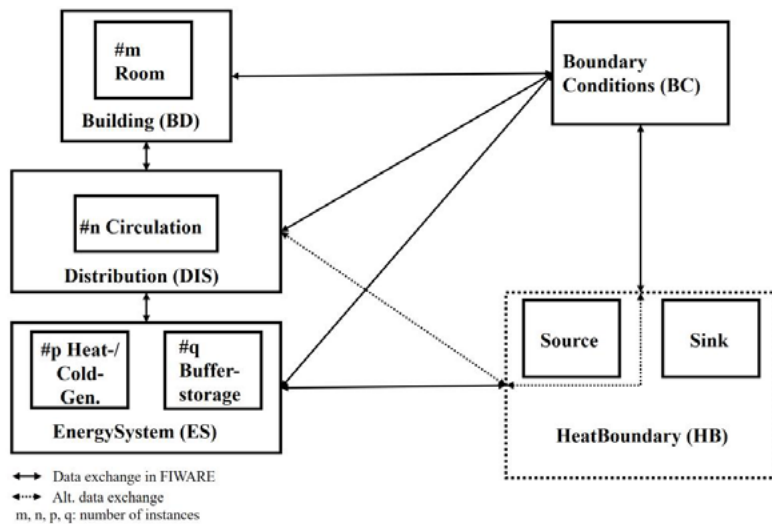 #m
Room
Building (BD)
Boundary
Conditions (BC)
#n Circulation
Distribution (DIS)
#p Heat-/
Cold-
Gen.
#q
Buffer-
storage
EnergySystem (ES)
Source
Sink
HeatBoundary (HB)
Data exchange in FIWARE
Alt. data exchange
m, n, p, q: number of instances